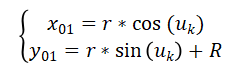 x₀₁ = r * cos (uₖ)
y₀₁ = r * sin (uₖ) + R